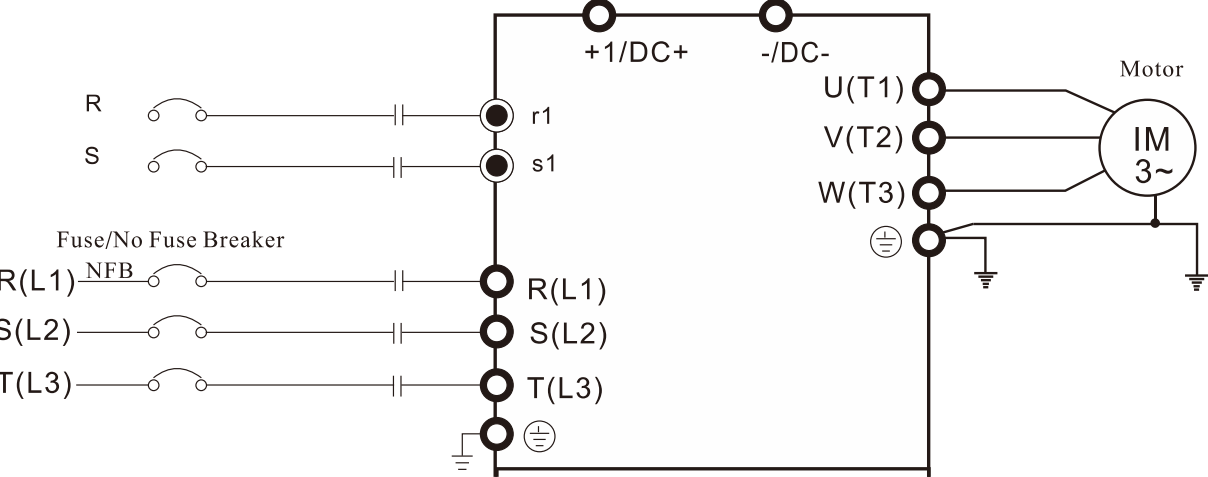 +1/DC+
-/DC-
Motor
U(T1)
R
r1
V(T2)
IM
3~
S
s1
W(T3)
Fuse/No Fuse Breaker
NFB
R(L1)
R(L1)
S(L2)
S(L2)
T(L3)
T(L3)